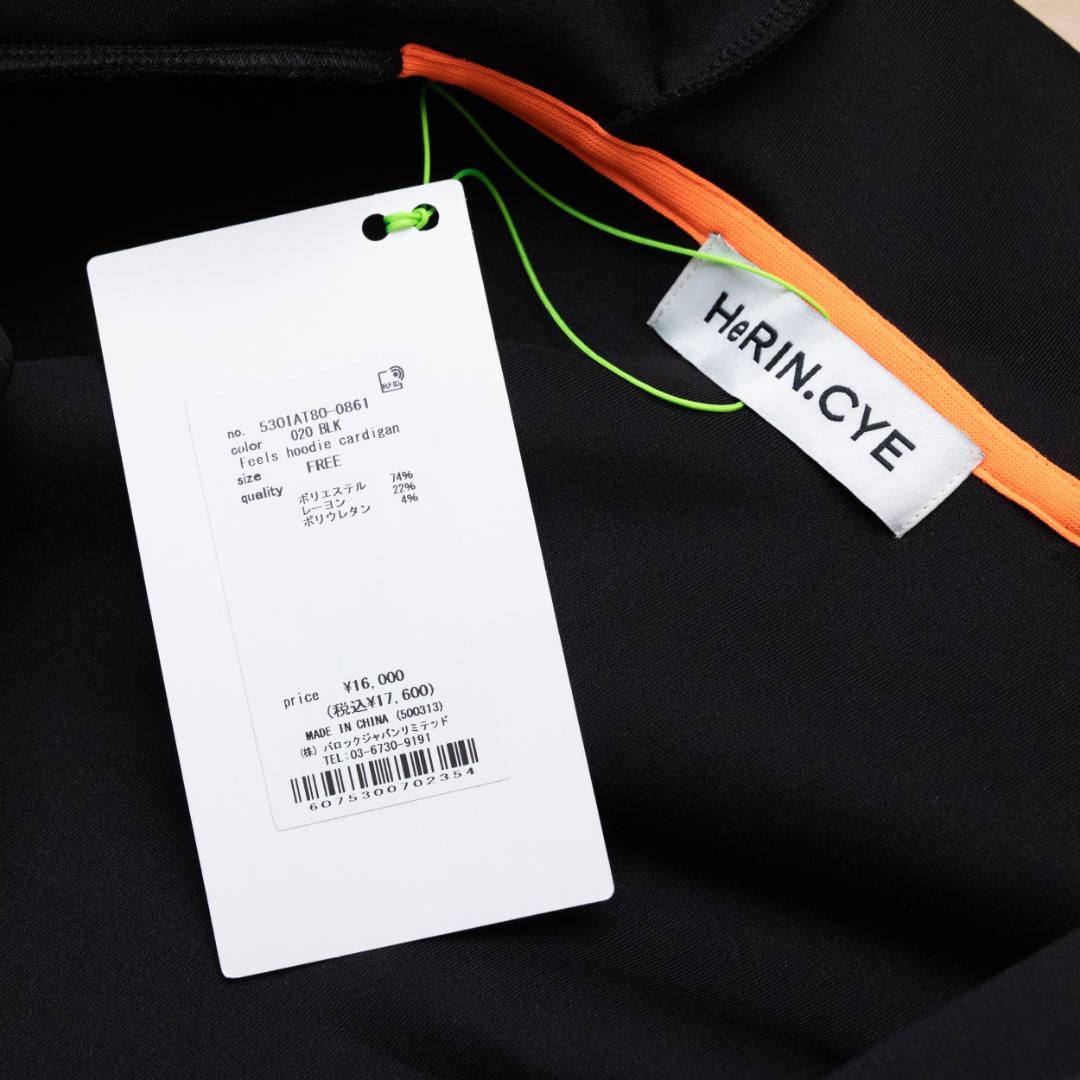 RFID
no. 530IAT80-0861
color 020 BLK
Feels hoodie cardigan
size FREE
quality ポリエステル 74%
レーヨン 22%
ポリウレタン 4%
price ¥16,000
(税込¥17,600)
MADE IN CHINA (500313)
(株) バロックジャパンリミテッド
TEL:03-6730-9191
6075300702354
HeRIN.CYE